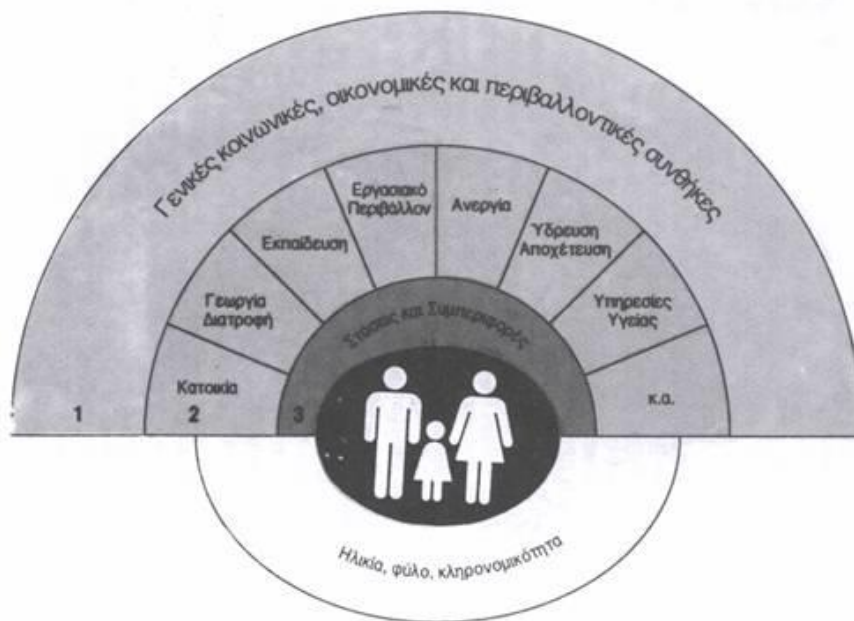 Γενικές κοινωνικές, οικονομικές και περιβαλλοντικές συνθήκες
Κατοικία
Γεωργία
Διατροφή
Εκπαίδευση
Εργασιακό
Περιβάλλον
Ανεργία
Ύδρευση
Αποχέτευση
Υπηρεσίες
Υγείας
κ.α.
Στάσεις και Συμπεριφορές
1
2
3
Ηλικία, φύλο, κληρονομικότητα